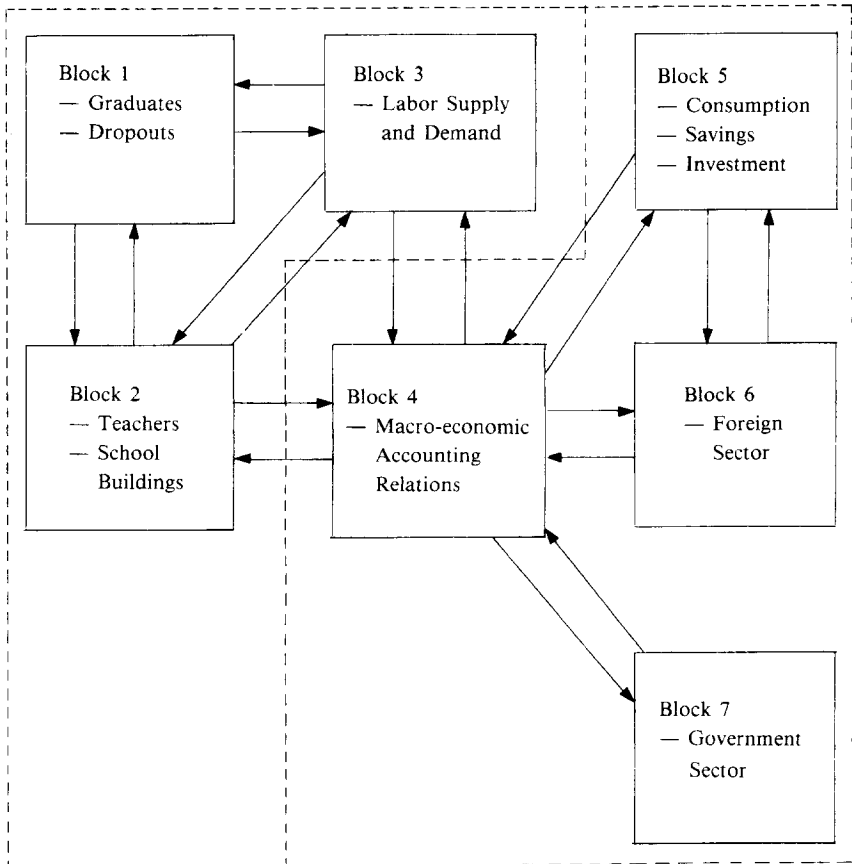 Block 1
— Graduates
— Dropouts
Block 3
— Labor Supply
and Demand
Block 5
— Consumption
— Savings
— Investment
Block 2
— Teachers
— School
Buildings
Block 4
— Macro-economic
Accounting
Relations
Block 6
— Foreign
Sector
Block 7
— Government
Sector